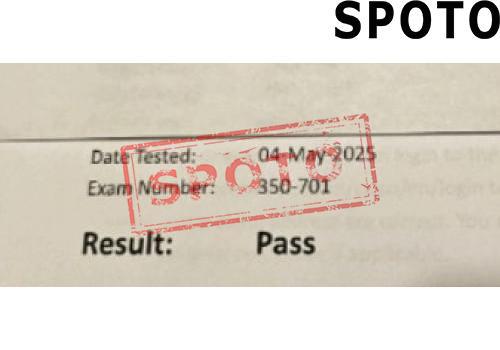 SPOTO
Date Tested: 04-May-2025
Exam Number: 350-701
SPOTO
Result: Pass